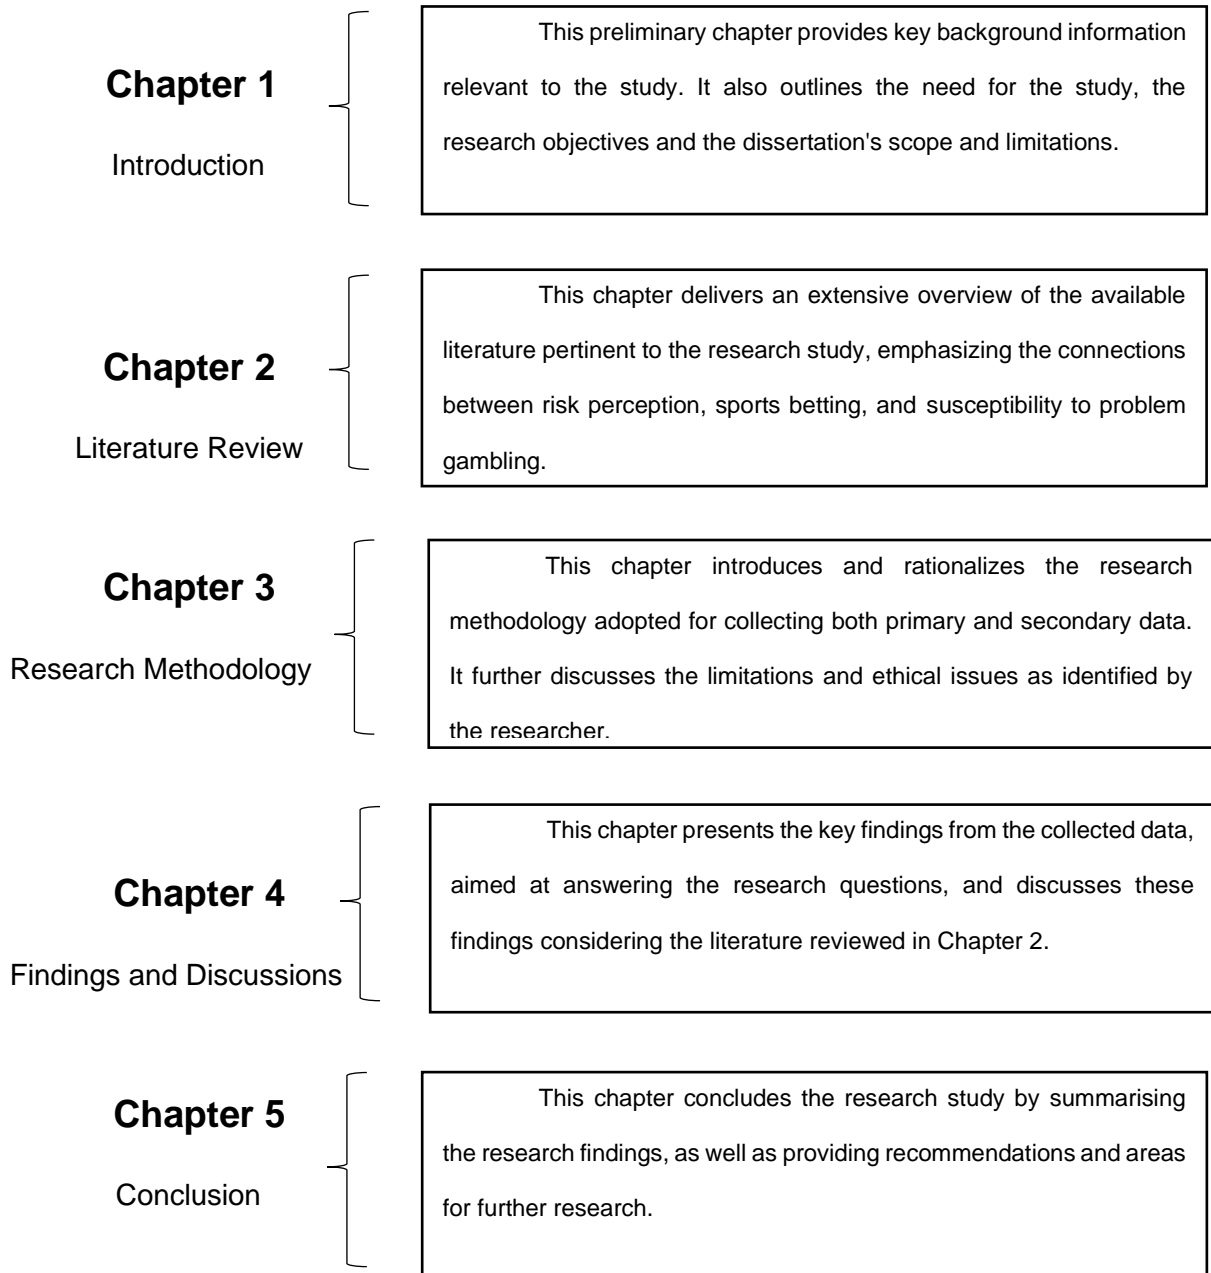 Chapter 1
Introduction
This preliminary chapter provides key background information
relevant to the study. It also outlines the need for the study, the
research objectives and the dissertation's scope and limitations.
Chapter 2
Literature Review
This chapter delivers an extensive overview of the available
literature pertinent to the research study, emphasizing the connections
between risk perception, sports betting, and susceptibility to problem
gambling.
Chapter 3
Research Methodology
This chapter introduces and rationalizes the research
methodology adopted for collecting both primary and secondary data.
It further discusses the limitations and ethical issues as identified by
the researcher.
Chapter 4
Findings and Discussions
This chapter presents the key findings from the collected data,
aimed at answering the research questions, and discusses these
findings considering the literature reviewed in Chapter 2.
Chapter 5
Conclusion
This chapter concludes the research study by summarising
the research findings, as well as providing recommendations and areas
for further research.